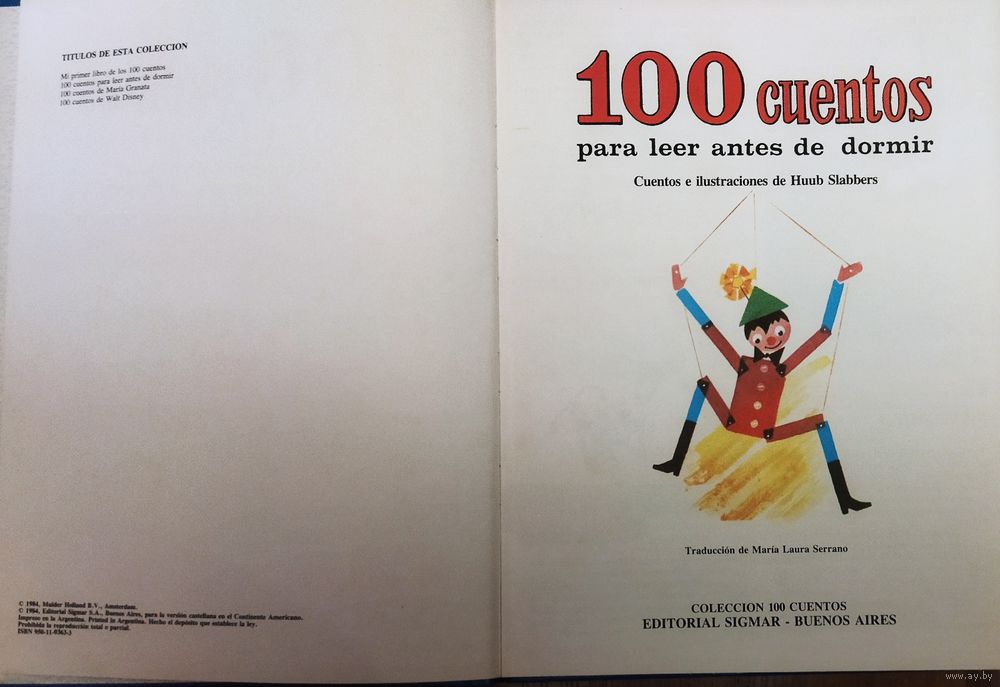 TITULOS DE ESTA COLECCION
Mi primer libro de los 100 cuentos
100 cuentos para leer antes de dormir
100 cuentos de María Granata
100 cuentos de Walt Disney
© 1984, Mulder Holland B.V., Amsterdam.
© 1984, Editorial Sigmar S.A., Buenos Aires, para la versión castellana en el Continente Americano.
Impreso en la Argentina. Printed in Argentina. Hecho el depósito que establece la ley.
Prohibida la reproducción total o parcial.
ISBN 950-11-0363-3
100 cuentos
para leer antes de dormir
Cuentos e ilustraciones de Huub Slabbers
Traducción de María Laura Serrano
COLECCION 100 CUENTOS
EDITORIAL SIGMAR - BUENOS AIRES
www.ay.by